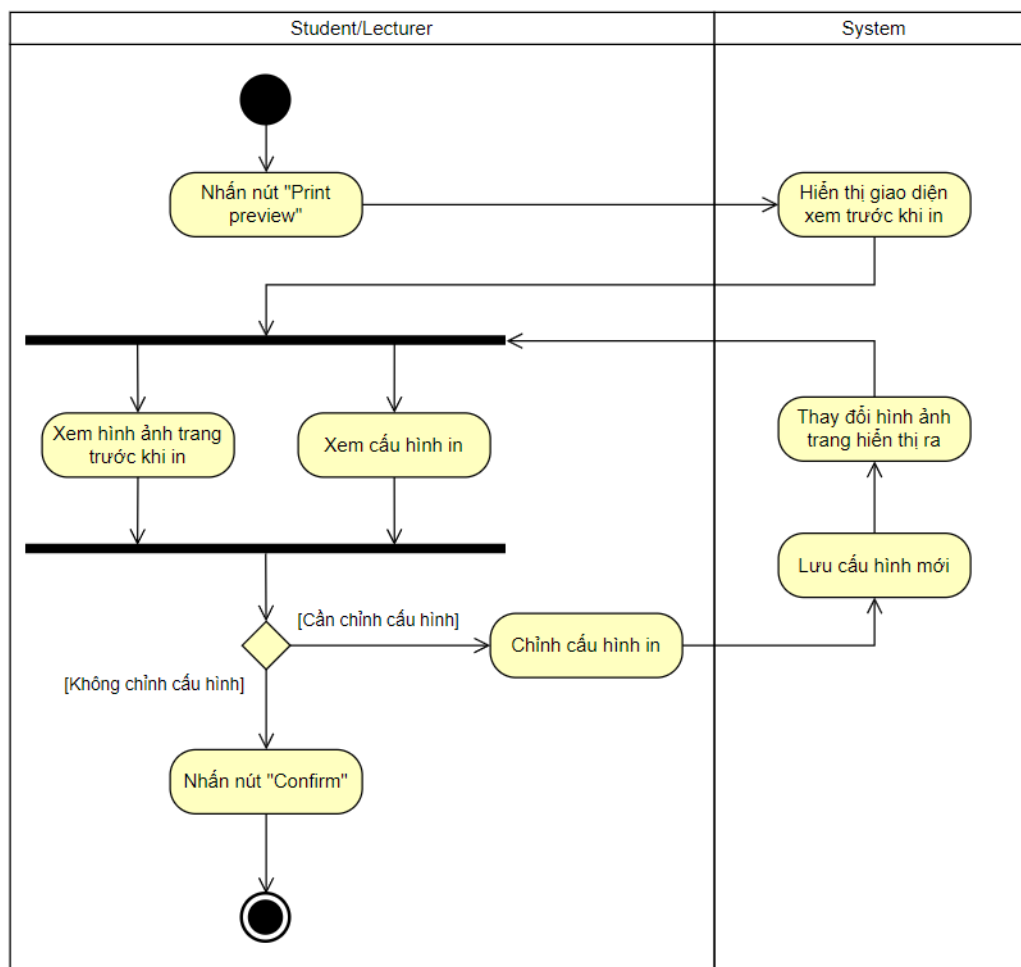 Student/Lecturer
System
Nhấn nút "Print
preview"
Hiển thị giao diện
xem trước khi in
Xem hình ảnh trang
trước khi in
Xem cấu hình in
Thay đổi hình ảnh
trang hiển thị ra
Lưu cấu hình mới
[Cần chỉnh cấu hình]
Chỉnh cấu hình in
[Không chỉnh cấu hình]
Nhấn nút "Confirm"